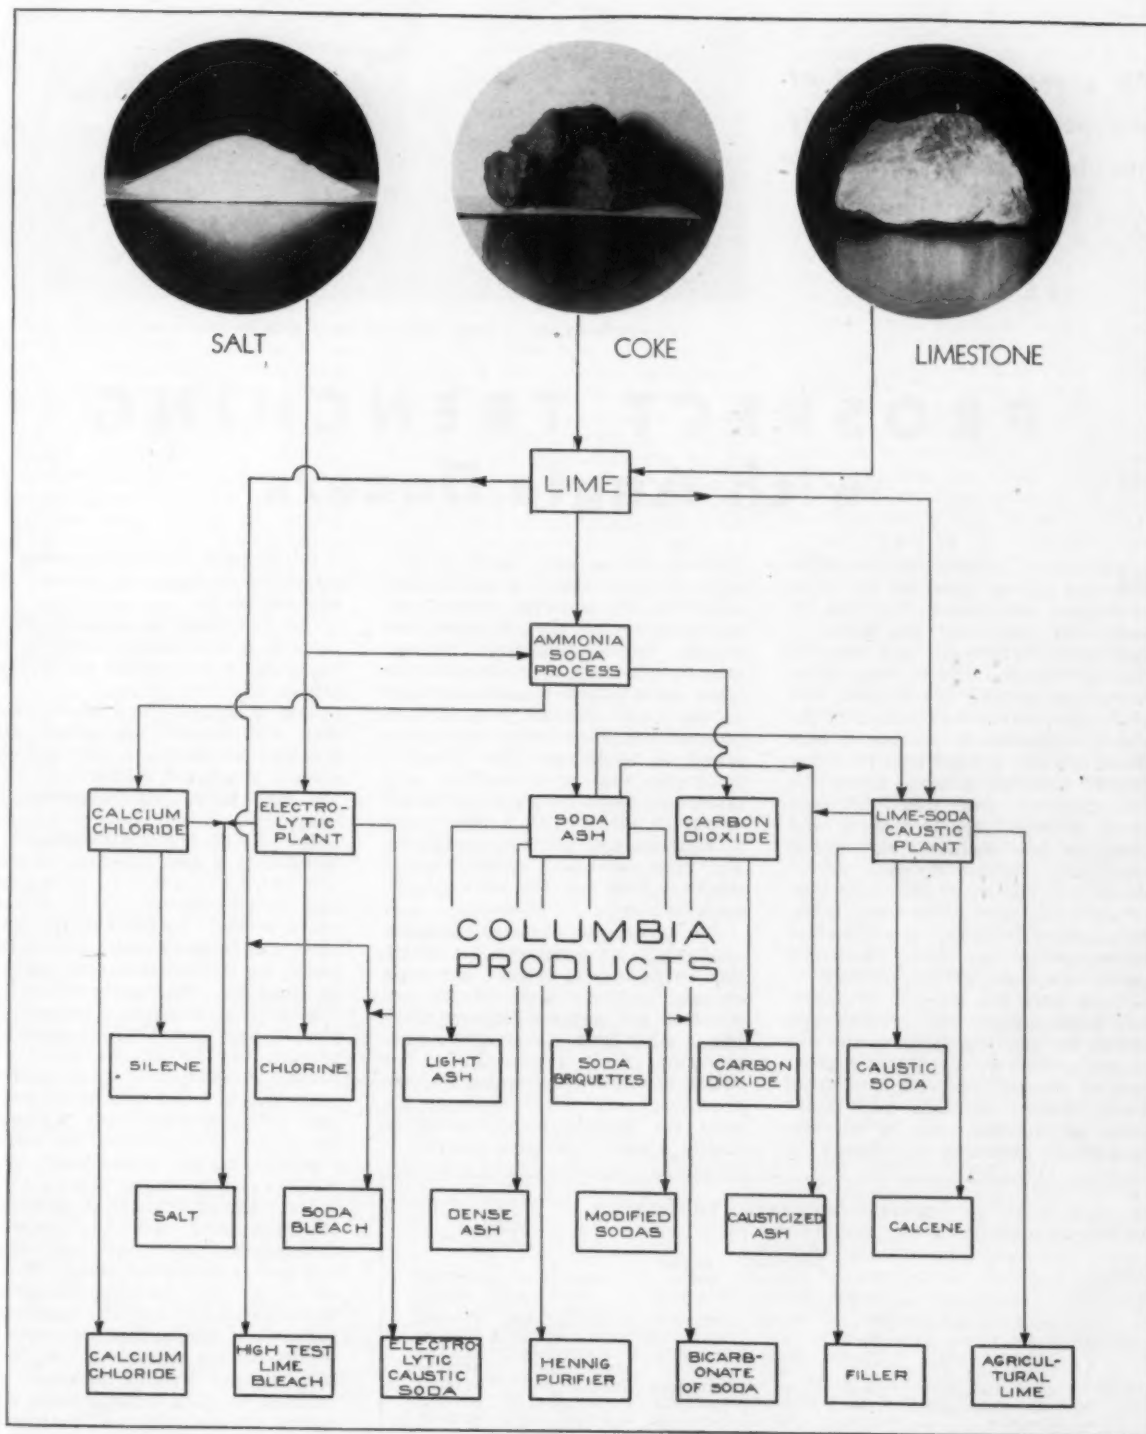 SALT
COKE
LIMESTONE
LIME
AMMONIA
SODA
PROCESS
CALCIUM
CHLORIDE
ELECTRO-
LYTIC
PLANT
SODA
ASH
CARBON
DIOXIDE
LIME-SODA
CAUSTIC
PLANT
COLUMBIA
PRODUCTS
SILENE
CHLORINE
LIGHT
ASH
SODA
BRIQUETTES
CARBON
DIOXIDE
CAUSTIC
SODA
SALT
SODA
BLEACH
DENSE
ASH
MODIFIED
SODAS
CAUSTICIZED
ASH
CALCENE
CALCIUM
CHLORIDE
HIGH TEST
LIME
BLEACH
ELECTRO-
LYTIC
CAUSTIC
SODA
HENNIG
PURIFIER
BICARB-
ONATE
OF SODA
FILLER
AGRICUL-
TURAL
LIME